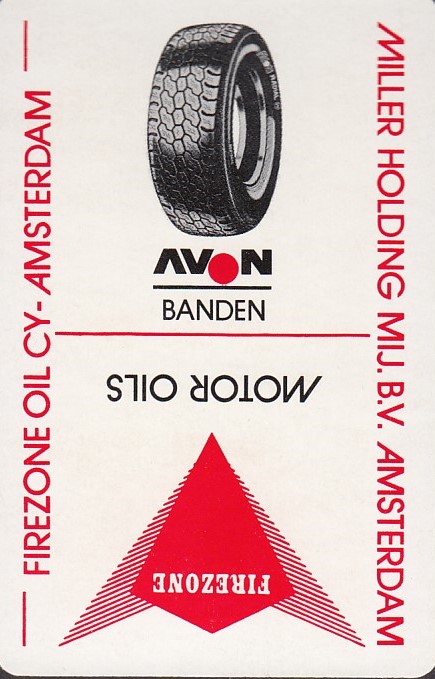 AVON
BANDEN
MOTOR OILS
FIREZONE
FIREZONE OIL CY-AMSTERDAM
MILLER HOLDING MIJ. B.V. AMSTERDAM